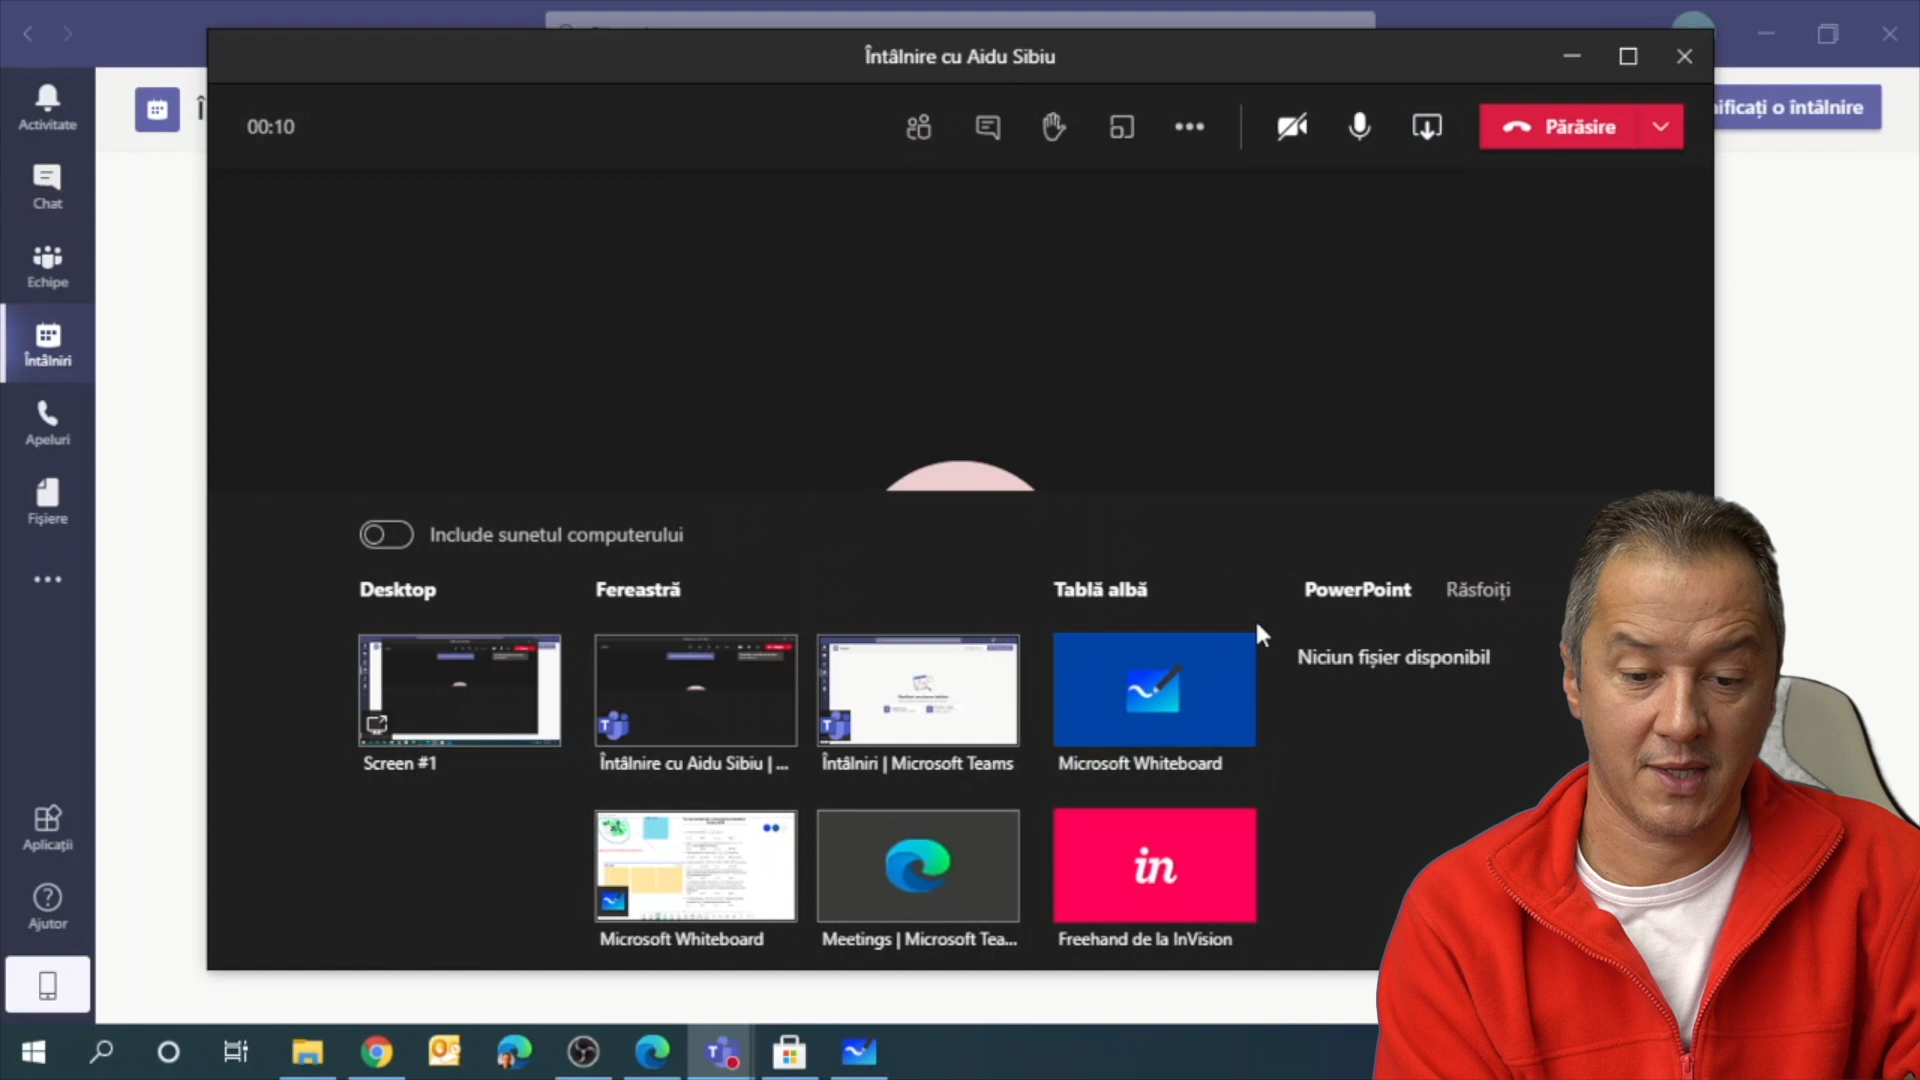 Întâlnire cu Aidu Sibiu
Activitate
ificați o întâlnire
00:10
Părăsire
Chat
Echipe
Întâlniri
Apeluri
Fișiere
Include sunetul computerului
Desktop
Fereastră
Tablă albă
PowerPoint
Răsfoiți
Niciun fișier disponibil
Screen #1
Întâlnire cu Aidu Sibiu | ...
Întâlniri | Microsoft Teams
Microsoft Whiteboard
Aplicații
in
Ajutor
Microsoft Whiteboard
Meetings | Microsoft Tea...
Freehand de la InVision